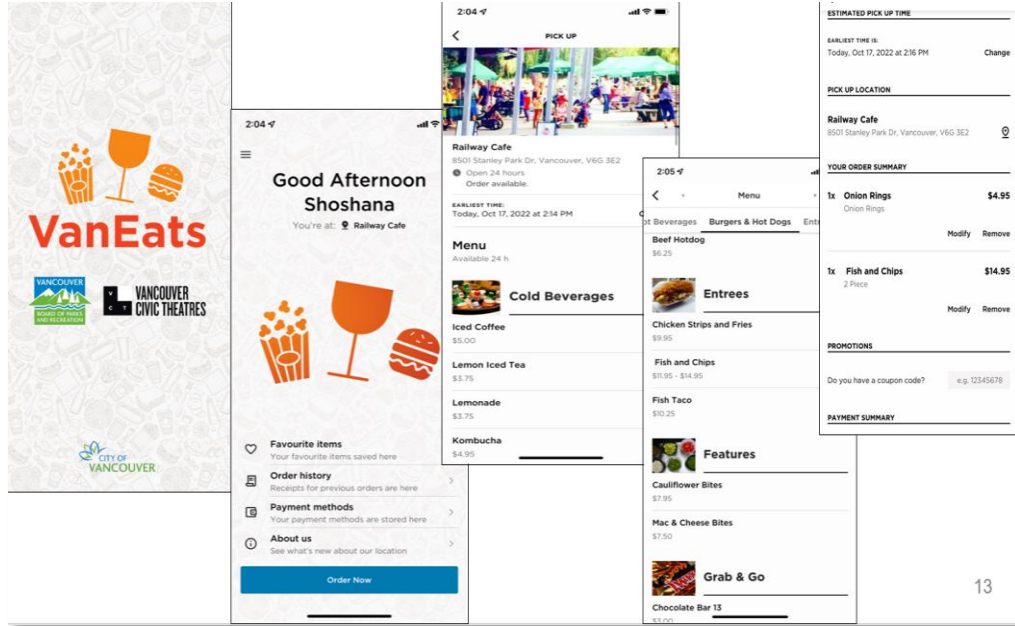 VanEats
VANCOUVER
BOARD OF PARKS
AND RECREATION
V
C T
VANCOUVER
CIVIC THEATRES
CITY OF
VANCOUVER
2:04
Good Afternoon
Shoshana
You're at: Railway Cafe
Favourite items
Your favourite items saved here
Order history
Receipts for previous orders are here
Payment methods
Your payment methods are stored here
About us
See what's new about our location
Order Now
2:04
PICK UP
Railway Cafe
8501 Stanley Park Dr, Vancouver, V6G 3E2
Open 24 hours
Order available.
EARLIEST TIME:
Today, Oct 17, 2022 at 2:14 PM
Menu
Available 24 h
Cold Beverages
Iced Coffee
$5.00
Lemon Iced Tea
$3.75
Lemonade
$3.75
Kombucha
$4.95
2:05
Menu
ot Beverages Burgers & Hot Dogs Ent
Beef Hotdog
$6.25
Entrees
Chicken Strips and Fries
$9.95
Fish and Chips
$11.95 - $14.95
Fish Taco
$10.25
Features
Cauliflower Bites
$7.95
Mac & Cheese Bites
$7.50
Grab & Go
Chocolate Bar 13
$3.00
ESTIMATED PICK UP TIME
EARLIEST TIME IS:
Today, Oct 17, 2022 at 2:16 PM Change
PICK UP LOCATION
Railway Cafe
8501 Stanley Park Dr, Vancouver, V6G 3E2
YOUR ORDER SUMMARY
1x Onion Rings $4.95
Onion Rings
Modify Remove
1x Fish and Chips $14.95
2 Piece
Modify Remove
PROMOTIONS
Do you have a coupon code? e.g. 12345678
PAYMENT SUMMARY
13